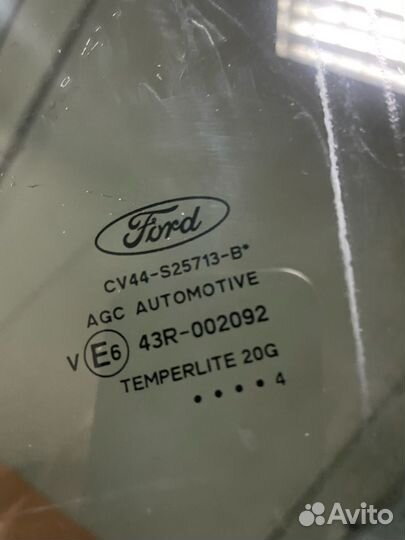 Ford
CV44-S25713-B*
AGC AUTOMOTIVE
V E6 43R-002092
TEMPERLITE 20G
• • • • 4
Avito